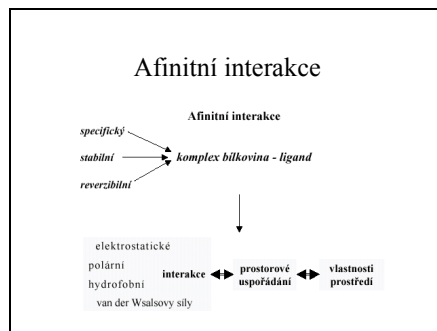 Afinitní interakce
Afinitní interakce
specifický
stabilní
komplex bílkovina - ligand
reverzibilní
elektrostatické
polární
hydrofobní
van der Wsalsovy síly
interakce
prostorové
uspořádání
vlastnosti
prostředí